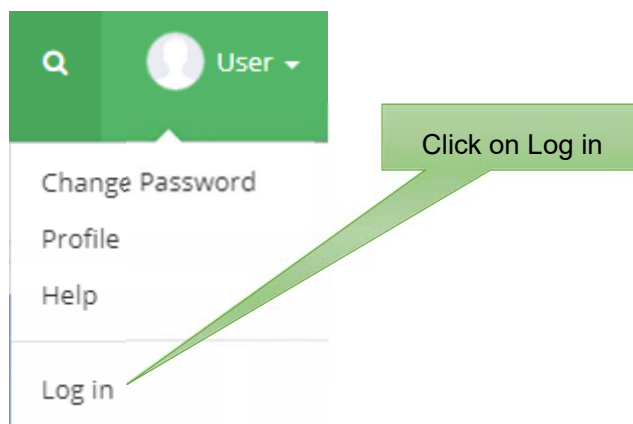 User
Click on Log in
Change Password
Profile
Help
Log in